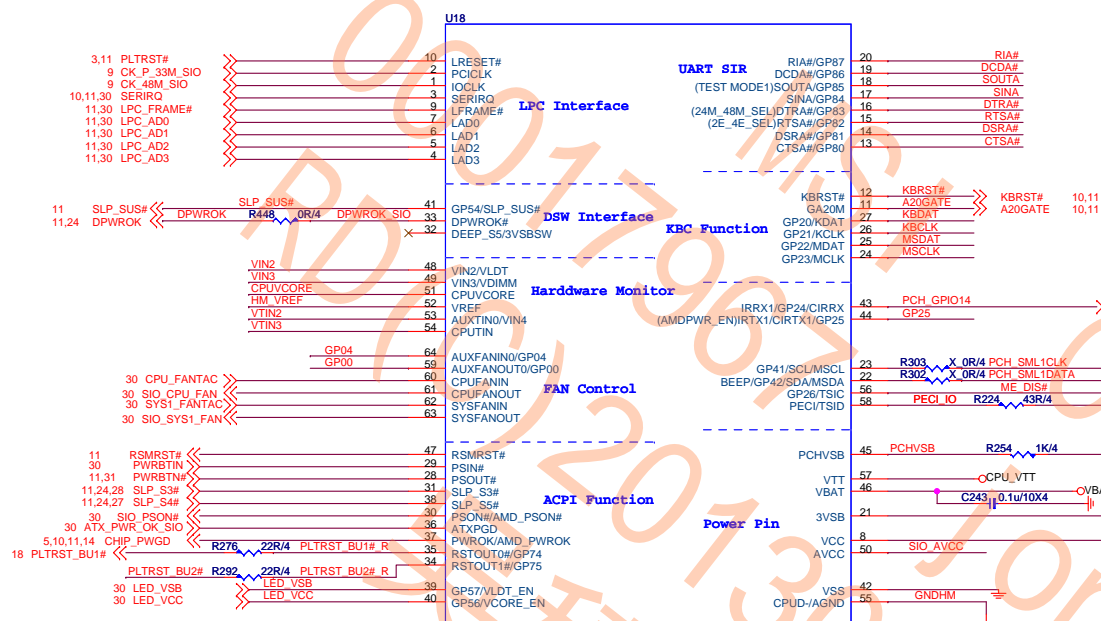 U18
3,11 PLTRST# 10 LRESET#
9 CK_P_33M_SIO 2 PCICLK
9 CK_48M_SIO 1 IOCLK
10,11,30 SERIRQ 3 SERIRQ
11,30 LPC_FRAME# 9 LFRAME#
11,30 LPC_AD0 7 LAD0
11,30 LPC_AD1 6 LAD1
11,30 LPC_AD2 5 LAD2
11,30 LPC_AD3 4 LAD3
LPC Interface
11 SLP_SUS# SLP_SUS# 41 GP54/SLP_SUS#
11,24 DPWROK DPWROK R448 0R/4 DPWROK_SIO 33 DPWROK#
32 DEEP_S5/3VSBSW
DSW Interface
VIN2 48 VIN2/VLDT
VIN3 49 VIN3/VDIMM
CPUVCORE 51 CPUVCORE
HM_VREF 52 VREF
VTIN2 53 AUXTIN0/VIN4
VTIN3 54 CPUTIN
Harddware Monitor
GP04 64 AUXFANIN0/GP04
GP00 59 AUXFANOUT0/GP00
30 CPU_FANTAC 60 CPUFANIN
30 SIO_CPU_FAN 61 CPUFANOUT
30 SYS1_FANTAC 62 SYSFANIN
30 SIO_SYS1_FAN 63 SYSFANOUT
FAN Control
11 RSMRST# 47 RSMRST#
30 PWRBTIN 29 PSIN#
11,31 PWRBTN# 28 PSOUT#
11,24,28 SLP_S3# 31 SLP_S3#
11,24,27 SLP_S4# 38 SLP_S5#
30 SIO_PSON# 30 PSON#/AMD_PSON#
30 ATX_PWR_OK_SIO 36 ATXPGD
5,10,11,14 CHIP_PWGD 37 PWROK/AMD_PWROK
18 PLTRST_BU1# R276 22R/4 PLTRST_BU1#_R 35 RSTOUT0#/GP74
PLTRST_BU2# R292 22R/4 PLTRST_BU2#_R 34 RSTOUT1#/GP75
30 LED_VSB LED_VSB 39 GP57/VLDT_EN
30 LED_VCC LED_VCC 40 GP56/VCORE_EN
ACPI Function
UART SIR
RIA#/GP87 20 RIA#
DCDA#/GP86 19 DCDA#
(TEST MODE1)SOUTA/GP85 18 SOUTA
SINA/GP84 17 SINA
(24M_48M_SEL)DTRA#/GP83 16 DTRA#
(2E_4E_SEL)RTSA#/GP82 15 RTSA#
DSRA#/GP81 14 DSRA#
CTSA#/GP80 13 CTSA#
KBC Function
KBRST# 12 KBRST# KBRST# 10,11
GA20M 11 A20GATE A20GATE 10,11
GP20/KDAT 27 KBDAT
GP21/KCLK 26 KBCLK
GP22/MDAT 25 MSDAT
GP23/MCLK 24 MSCLK
IRRX1/GP24/CIRRX 43 PCH_GPIO14
(AMDPWR_EN)IRTX1/CIRTX1/GP25 44 GP25
GP41/SCL/MSCL 23 R303 X_0R/4 PCH_SML1CLK
BEEP/GP42/SDA/MSDA 22 R302 X_0R/4 PCH_SML1DATA
GP26/TSIC 56 ME_DIS#
PECI/TSID 58 PECI_IO R224 43R/4
PCHVSB 45 PCHVSB R254 1K/4
VTT 57 CPU_VTT
VBAT 46 C243 0.1u/10X4
3VSB 21
Power Pin
VCC 8
AVCC 50 SIO_AVCC
VSS 42
CPUD-/AGND 55 GNDHM